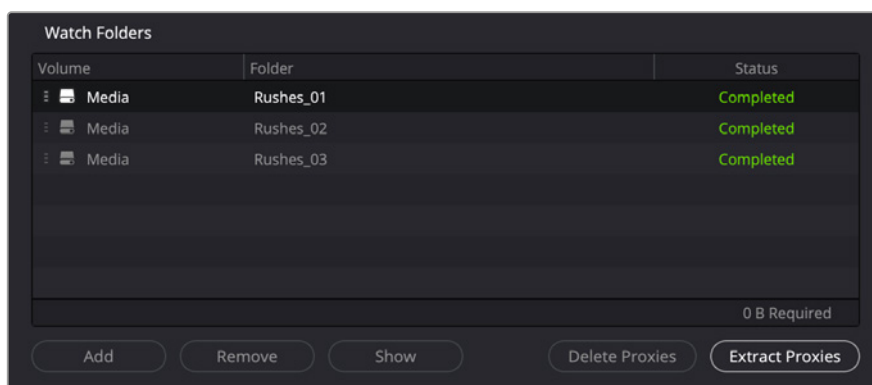 Watch Folders
Volume Folder Status
Media Rushes_01 Completed
Media Rushes_02 Completed
Media Rushes_03 Completed
0 B Required
Add Remove Show Delete Proxies Extract Proxies